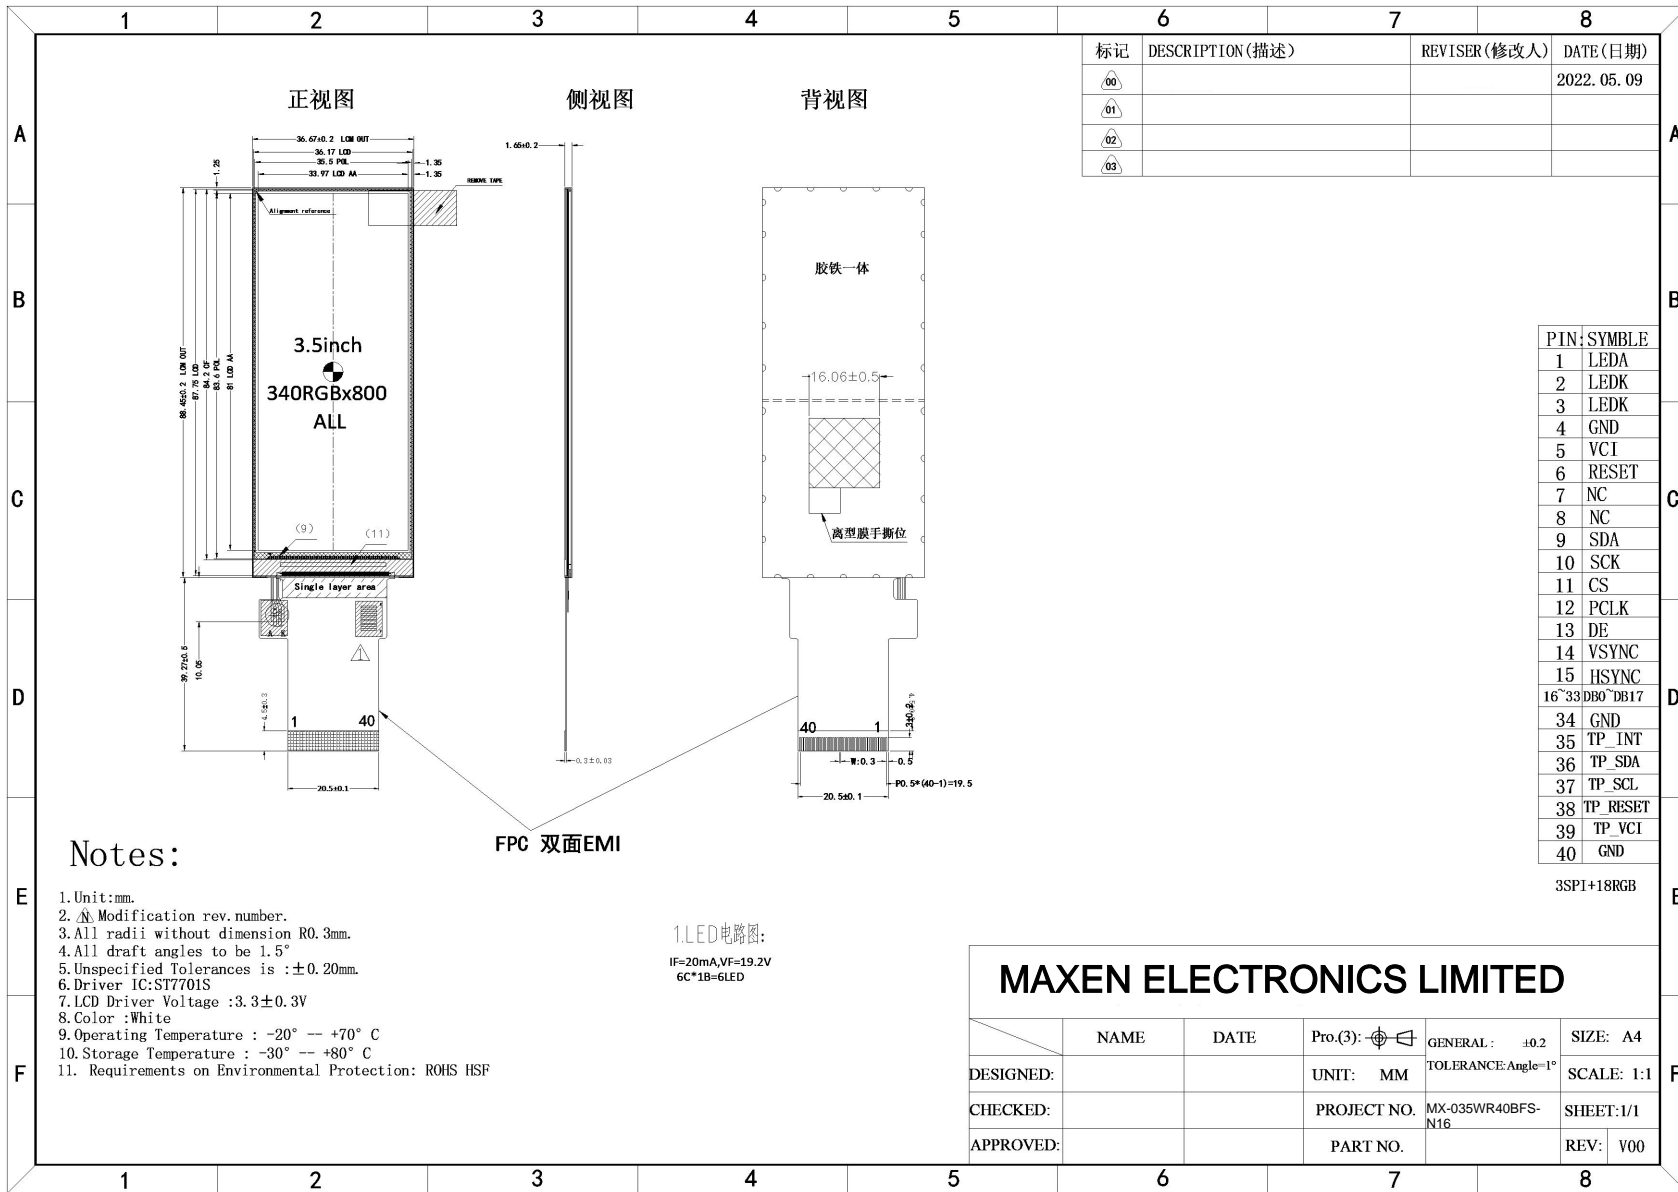 1 2 3 4 5 6 7 8
A
B
C
D
E
F
A
B
C
D
E
F
标记 DESCRIPTION(描述) REVISER(修改人) DATE(日期)
00 2022.05.09
01
02
03
正视图
侧视图
背视图
36.67±0.2 LCM OUT
36.17 LCD
35.5 POL
33.97 LCD AA
1.35
1.35
1.25
REMOVE TAPE
Alignment reference
88.45±0.2 LCM OUT
87.75 LCD
84.2 CF
83.6 POL
81 LCD AA
3.5inch
340RGBx800
ALL
(9)
(11)
Single layer area
A K
1
39.27±0.5
10.05
4.5±0.3
1 40
20.5±0.1
1.65±0.2
0.3±0.03
胶铁一体
16.06±0.5
离型膜手撕位
40 1
W:0.3
0.5
P0.5*(40-1)=19.5
20.5±0.1
FPC 双面EMI
PIN: SYMBLE
1 LEDA
2 LEDK
3 LEDK
4 GND
5 VCI
6 RESET
7 NC
8 NC
9 SDA
10 SCK
11 CS
12 PCLK
13 DE
14 VSYNC
15 HSYNC
16~33 DB0~DB17
34 GND
35 TP_INT
36 TP_SDA
37 TP_SCL
38 TP_RESET
39 TP_VCI
40 GND
3SPI+18RGB
Notes:
1.Unit:mm.
2. N Modification rev.number.
3.All radii without dimension R0.3mm.
4.All draft angles to be 1.5°
5.Unspecified Tolerances is :±0.20mm.
6.Driver IC:ST7701S
7.LCD Driver Voltage :3.3±0.3V
8.Color :White
9.Operating Temperature : -20° -- +70° C
10.Storage Temperature : -30° -- +80° C
11. Requirements on Environmental Protection: ROHS HSF
1.LED电路图:
IF=20mA,VF=19.2V
6C*1B=6LED
MAXEN ELECTRONICS LIMITED
NAME DATE Pro.(3): GENERAL : ±0.2 SIZE: A4
TOLERANCE:Angle=1°
DESIGNED: UNIT: MM SCALE: 1:1
CHECKED: PROJECT NO. MX-035WR40BFS-N16 SHEET:1/1
APPROVED: PART NO. REV: V00
1 2 3 4 5 6 7 8